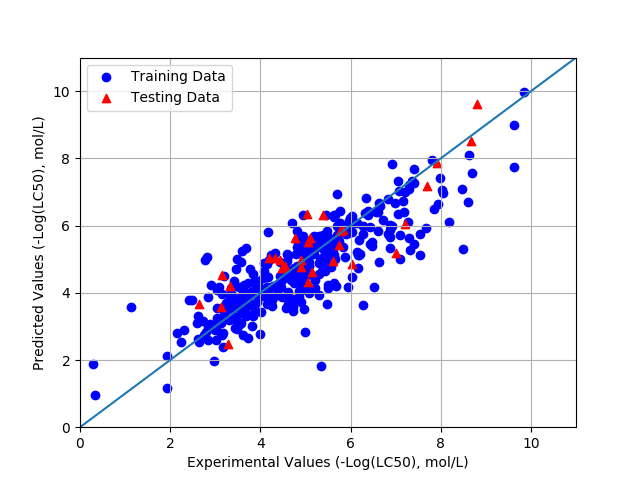 Training Data
Testing Data
10
8
6
4
2
0
0 2 4 6 8 10
Predicted Values (-Log(LC50), mol/L)
Experimental Values (-Log(LC50), mol/L)